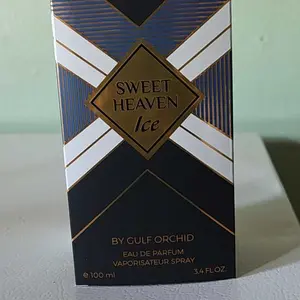 SWEET
HEAVEN
Ice
BY GULF ORCHID
EAU DE PARFUM
VAPORISATEUR SPRAY
℮ 100 ml 3.4 FL.OZ.